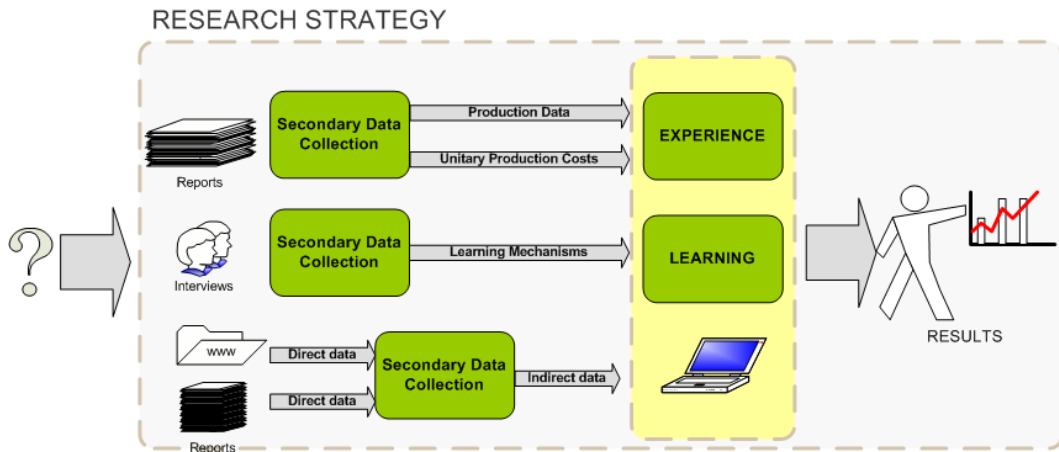 RESEARCH STRATEGY
Reports
Secondary Data
Collection
Production Data
Unitary Production Costs
EXPERIENCE
?
Interviews
Secondary Data
Collection
Learning Mechanisms
LEARNING
RESULTS
www
Direct data
Secondary Data
Collection
Indirect data
Direct data
Reports